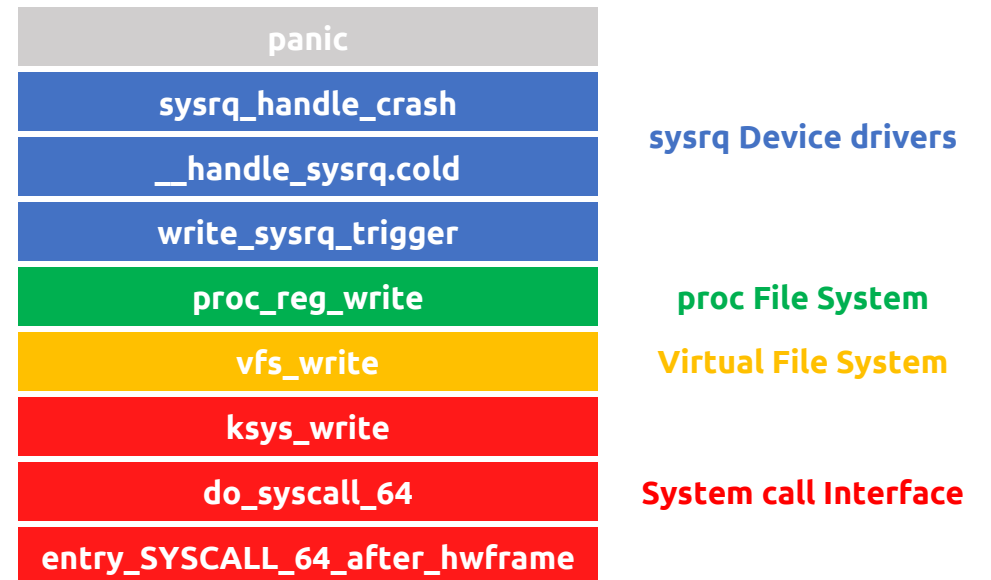 panic
sysrq_handle_crash
sysrq Device drivers
__handle_sysrq.cold
write_sysrq_trigger
proc_reg_write
proc File System
vfs_write
Virtual File System
ksys_write
do_syscall_64
System call Interface
entry_SYSCALL_64_after_hwframe